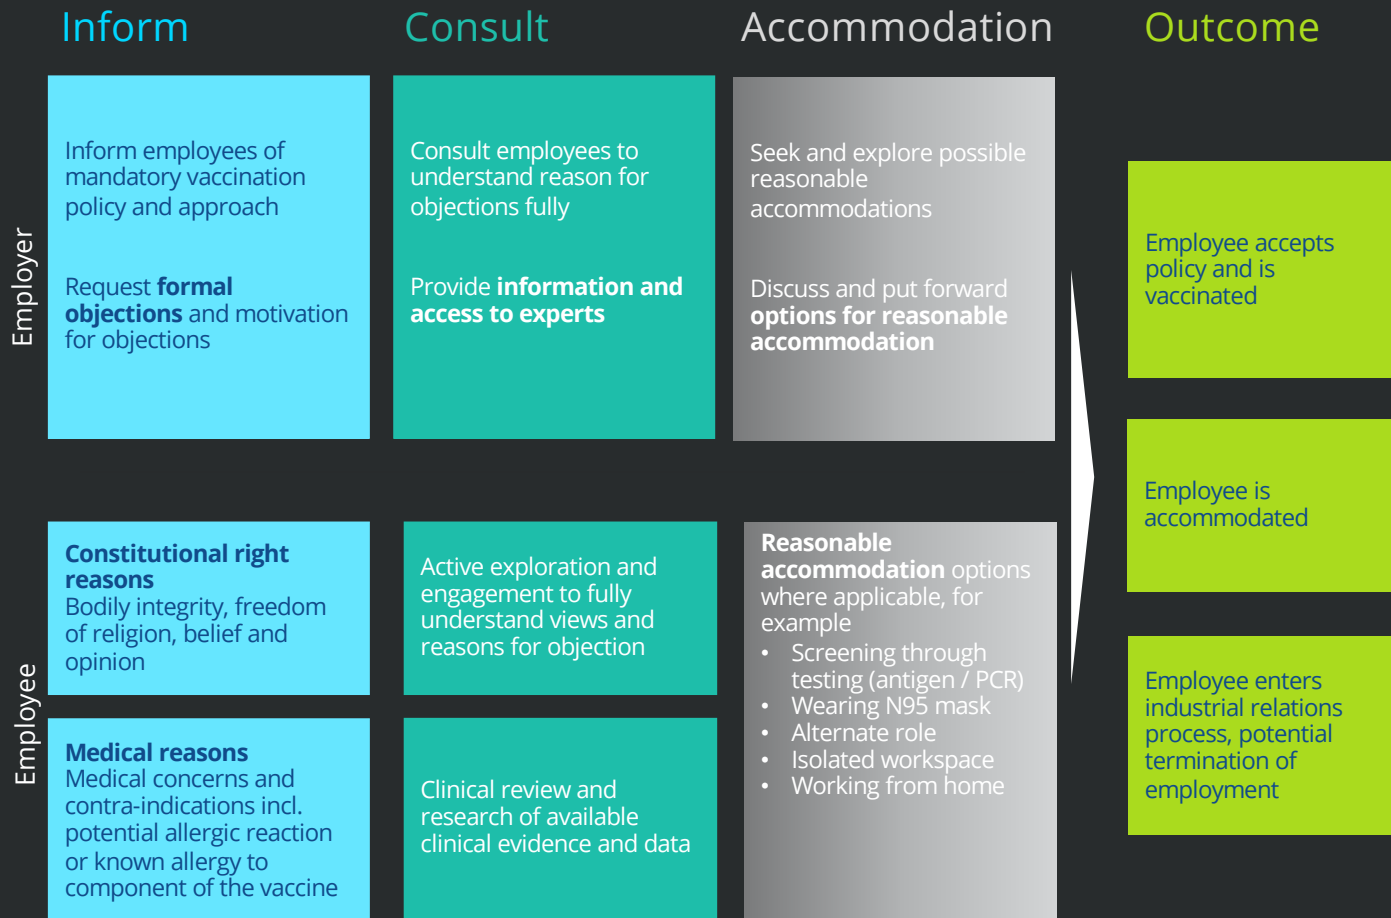 Inform
Consult
Accommodation
Outcome
Employer
Inform employees of
mandatory vaccination
policy and approach
Request formal
objections and motivation
for objections
Consult employees to
understand reason for
objections fully
Provide information and
access to experts
Seek and explore possible
reasonable
accommodations
Discuss and put forward
options for reasonable
accommodation
Employee
Constitutional right
reasons
Bodily integrity, freedom
of religion, belief and
opinion
Medical reasons
Medical concerns and
contra-indications incl.
potential allergic reaction
or known allergy to
component of the vaccine
Active exploration and
engagement to fully
understand views and
reasons for objection
Clinical review and
research of available
clinical evidence and data
Reasonable
accommodation options
where applicable, for
example
• Screening through
testing (antigen / PCR)
• Wearing N95 mask
• Alternate role
• Isolated workspace
• Working from home
Employee accepts
policy and is
vaccinated
Employee is
accommodated
Employee enters
industrial relations
process, potential
termination of
employment